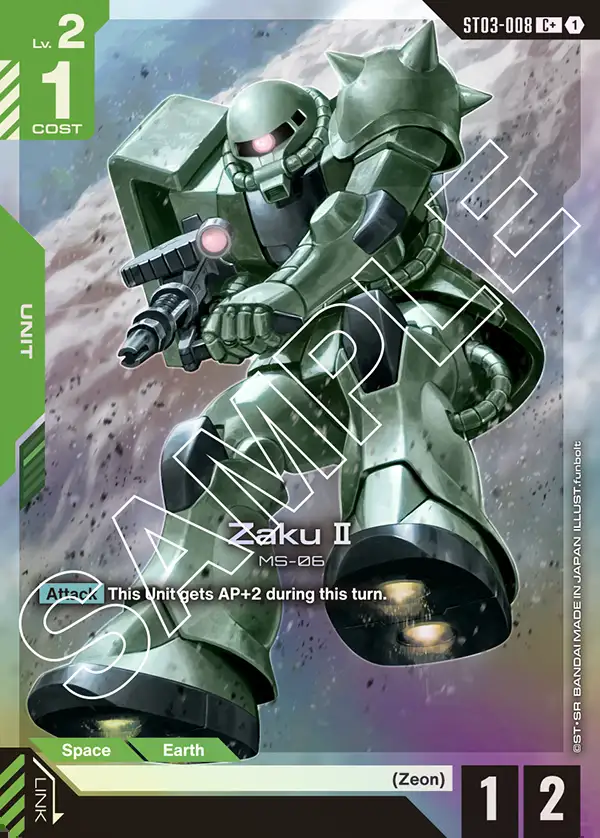 Lv. 2
1
COST
ST03-008 C+ 1
UNIT
SAMPLE
Zaku Ⅱ
MS-06
Attack This Unit gets AP+2 during this turn.
Space Earth
LINK
(Zeon)
1 2
©ST・SR BANDAI MADE IN JAPAN ILLUST.funbolt